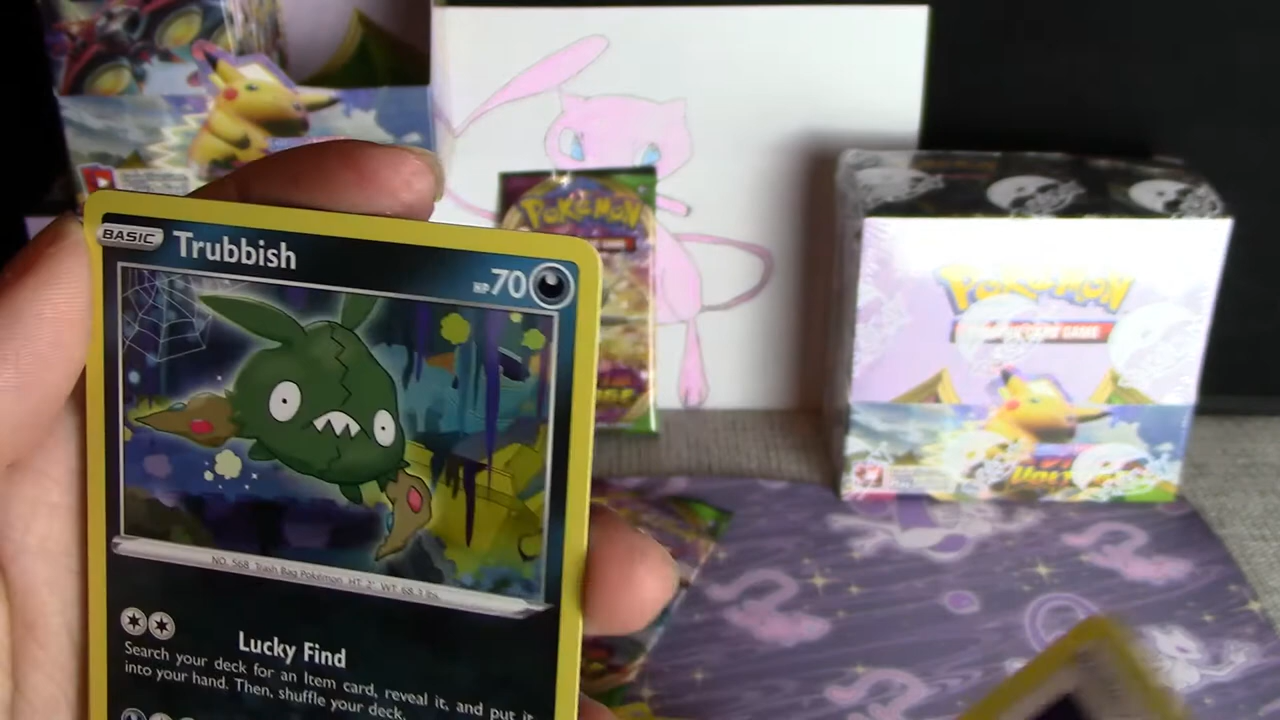 BASIC
Trubbish
HP 70
NO. 568 Trash Bag Pokémon HT: 2' WT: 68.3 lbs.
Lucky Find
Search your deck for an Item card, reveal it, and put it
into your hand. Then, shuffle your deck.
POKéMON
POKéMON
TRADING CARD GAME